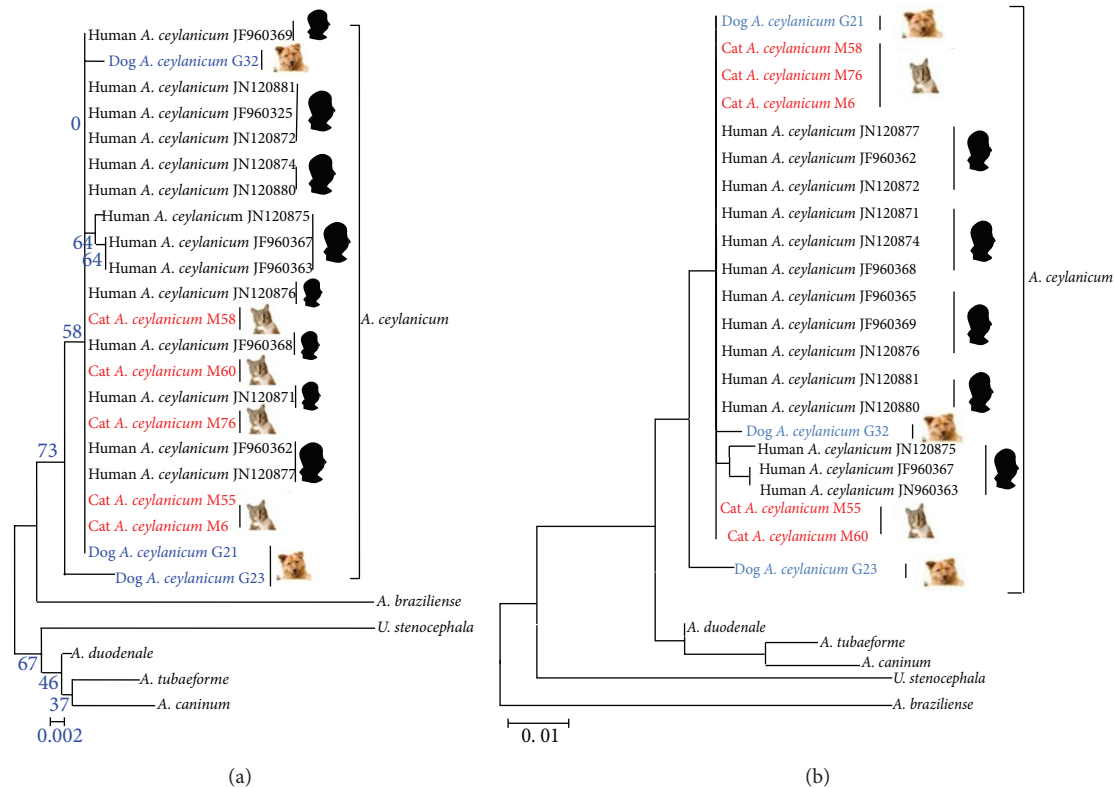 Human A. ceylanicum JF960369
Dog A. ceylanicum G32
Human A. ceylanicum JN120881
0
Human A. ceylanicum JF960325
Human A. ceylanicum JN120872
Human A. ceylanicum JN120874
Human A. ceylanicum JN120880
Human A. ceylanicum JN120875
64
Human A. ceylanicum JF960367
64
Human A. ceylanicum JF960363
Human A. ceylanicum JN120876
Cat A. ceylanicum M58
A. ceylanicum
58
Human A. ceylanicum JF960368
Cat A. ceylanicum M60
Human A. ceylanicum JN120871
Cat A. ceylanicum M76
73
Human A. ceylanicum JF960362
Human A. ceylanicum JN120877
Cat A. ceylanicum M55
Cat A. ceylanicum M6
Dog A. ceylanicum G21
Dog A. ceylanicum G23
A. braziliense
U. stenocephala
67
A. duodenale
46
A. tubaeforme
37
A. caninum
0.002
(a)
Dog A. ceylanicum G21
Cat A. ceylanicum M58
Cat A. ceylanicum M76
Cat A. ceylanicum M6
Human A. ceylanicum JN120877
Human A. ceylanicum JF960362
Human A. ceylanicum JN120872
Human A. ceylanicum JN120871
Human A. ceylanicum JN120874
Human A. ceylanicum JF960368
A. ceylanicum
Human A. ceylanicum JF960365
Human A. ceylanicum JF960369
Human A. ceylanicum JN120876
Human A. ceylanicum JN120881
Human A. ceylanicum JN120880
Dog A. ceylanicum G32
Human A. ceylanicum JN120875
Human A. ceylanicum JF960367
Human A. ceylanicum JN960363
Cat A. ceylanicum M55
Cat A. ceylanicum M60
Dog A. ceylanicum G23
A. duodenale
A. tubaeforme
A. caninum
U. stenocephala
A. braziliense
0. 01
(b)